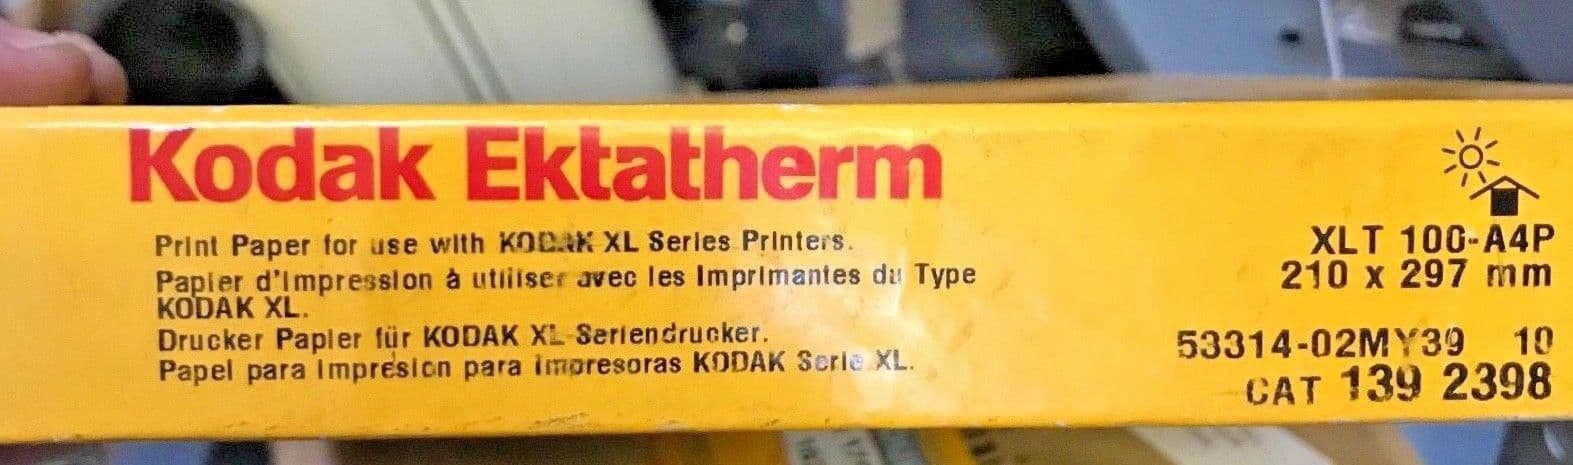 Kodak Ektatherm
Print Paper for use with KODAK XL Series Printers.
Papier d'Impression à utiliser avec les Imprimantes du Type
KODAK XL.
Drucker Papier für KODAK XL-Seriendrucker.
Papel para Impresión para impresoras KODAK Serie XL.
XLT 100-A4P
210 x 297 mm
53314-02MY39 10
CAT 139 2398